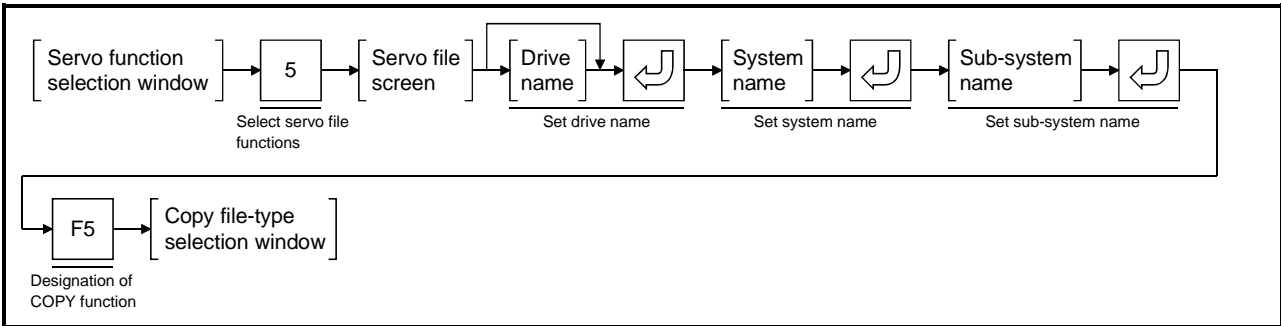 Servo function
selection window
5
Select servo file
functions
Servo file
screen
Drive
name
Set drive name
System
name
Set system name
Sub-system
name
Set sub-system name
F5
Designation of
COPY function
Copy file-type
selection window